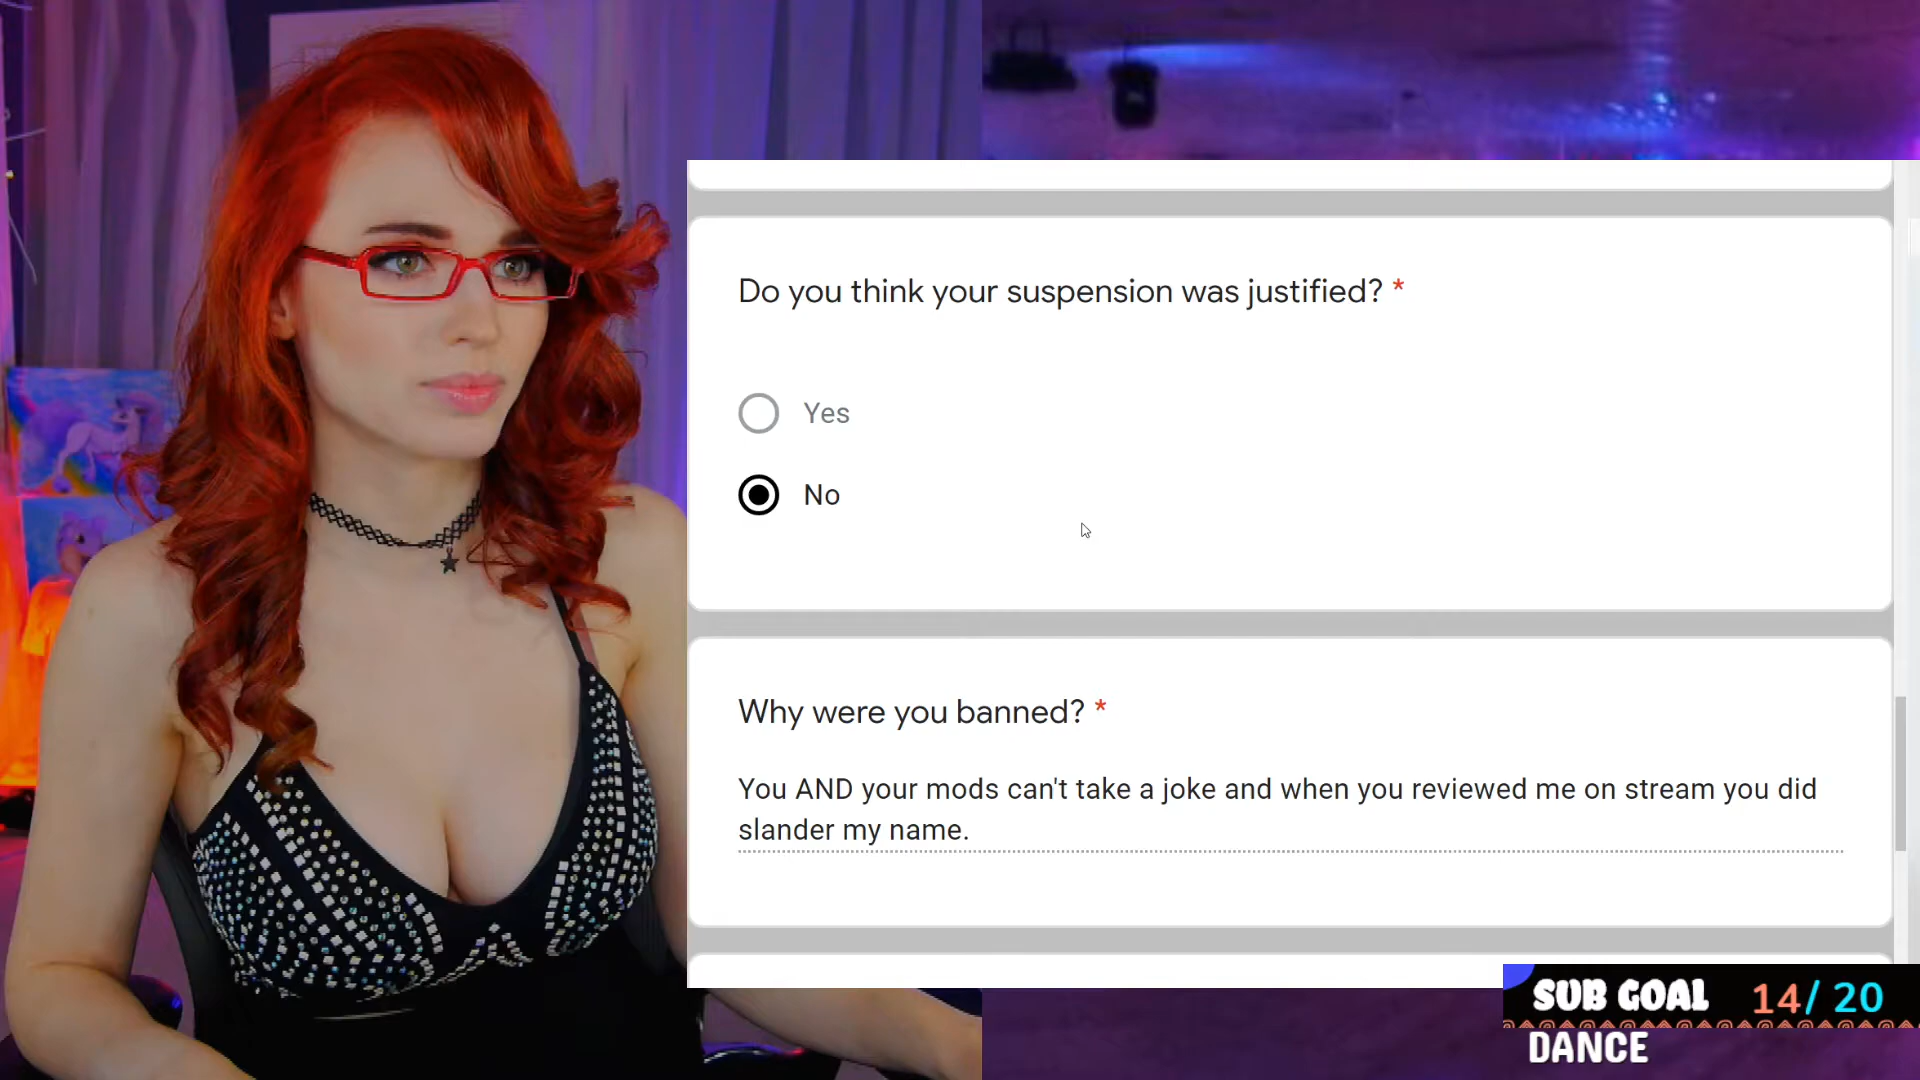 Do you think your suspension was justified? *
Yes
No
Why were you banned? *
You AND your mods can't take a joke and when you reviewed me on stream you did
slander my name.
SUB GOAL 14/ 20
DANCE